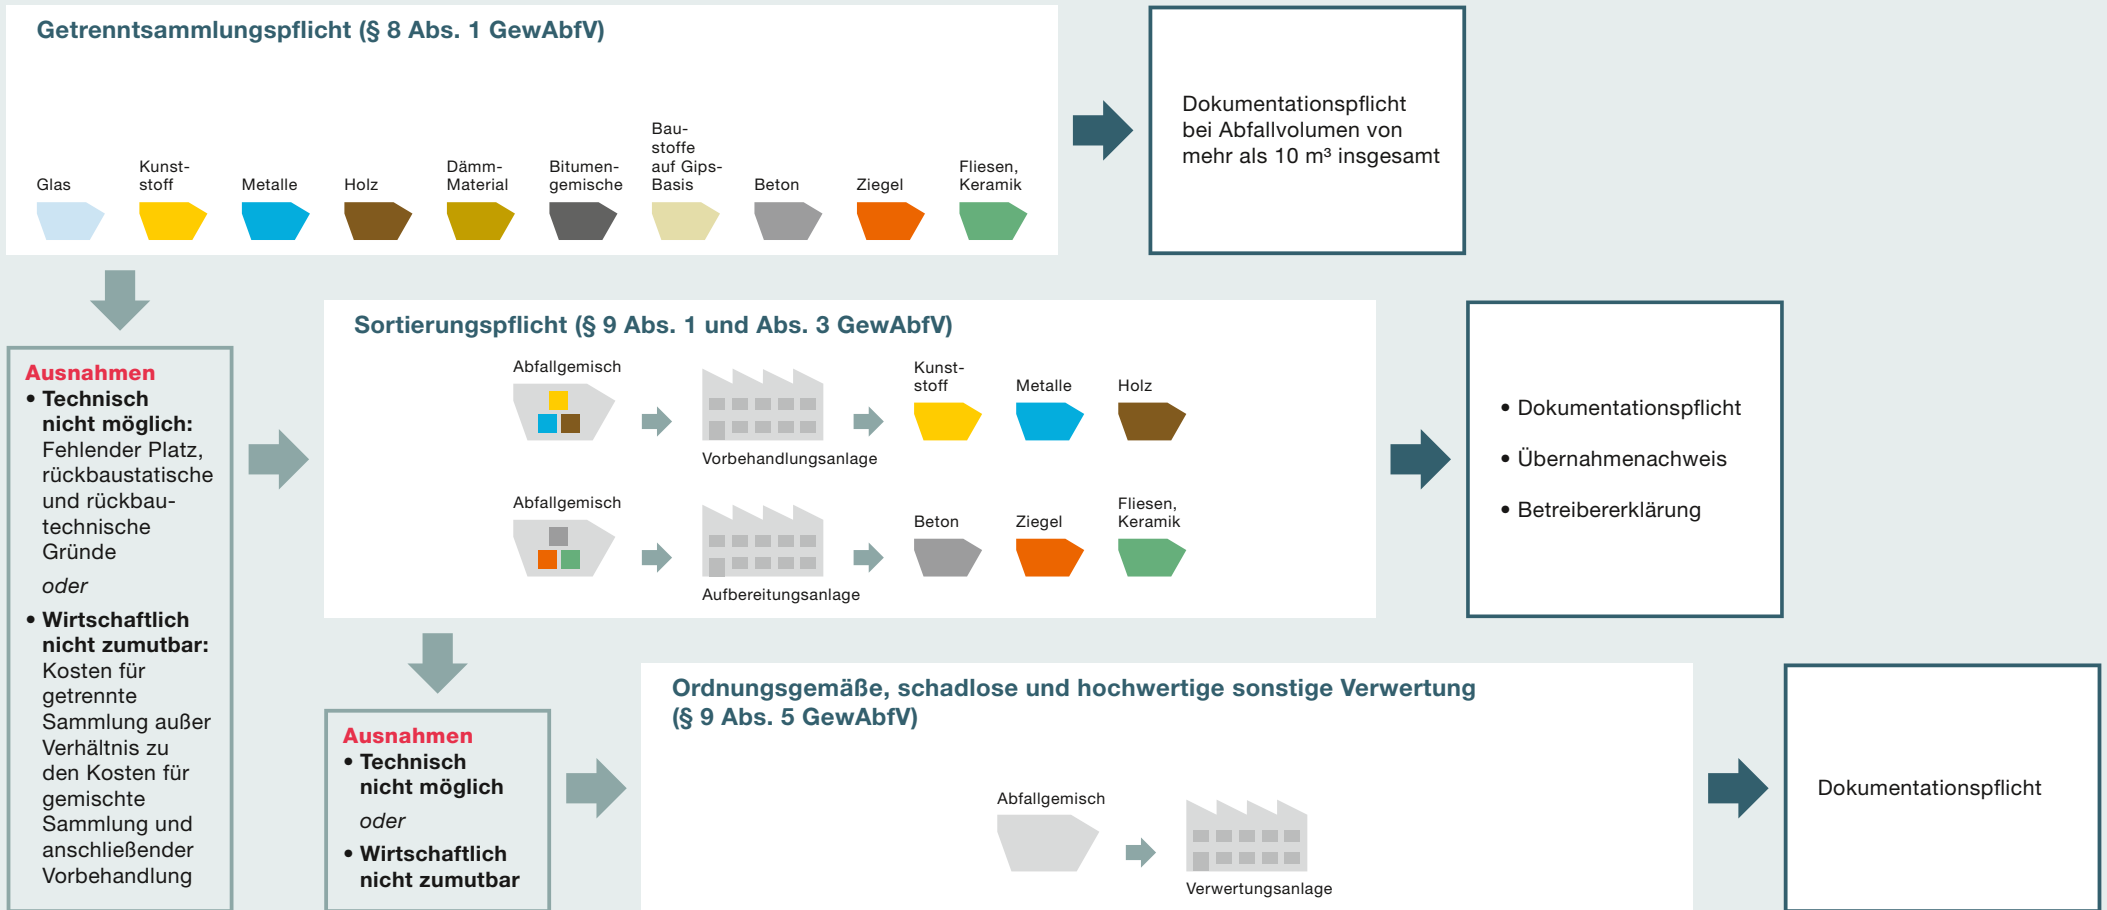 Getrenntsammlungspflicht (§ 8 Abs. 1 GewAbfV)
Glas
Kunst-
stoff
Metalle
Holz
Dämm-
Material
Bitumen-
gemische
Bau-
stoffe
auf Gips-
Basis
Beton
Ziegel
Fliesen,
Keramik
Dokumentationspflicht
bei Abfallvolumen von
mehr als 10 m³ insgesamt
Ausnahmen
• Technisch
nicht möglich:
Fehlender Platz,
rückbaustatische
und rückbau-
technische
Gründe
oder
• Wirtschaftlich
nicht zumutbar:
Kosten für
getrennte
Sammlung außer
Verhältnis zu
den Kosten für
gemischte
Sammlung und
anschließender
Vorbehandlung
Sortierungspflicht (§ 9 Abs. 1 und Abs. 3 GewAbfV)
Abfallgemisch
Vorbehandlungsanlage
Kunst-
stoff
Metalle
Holz
Abfallgemisch
Aufbereitungsanlage
Beton
Ziegel
Fliesen,
Keramik
• Dokumentationspflicht
• Übernahmenachweis
• Betreibererklärung
Ausnahmen
• Technisch
nicht möglich
oder
• Wirtschaftlich
nicht zumutbar
Ordnungsgemäße, schadlose und hochwertige sonstige Verwertung
(§ 9 Abs. 5 GewAbfV)
Abfallgemisch
Verwertungsanlage
Dokumentationspflicht